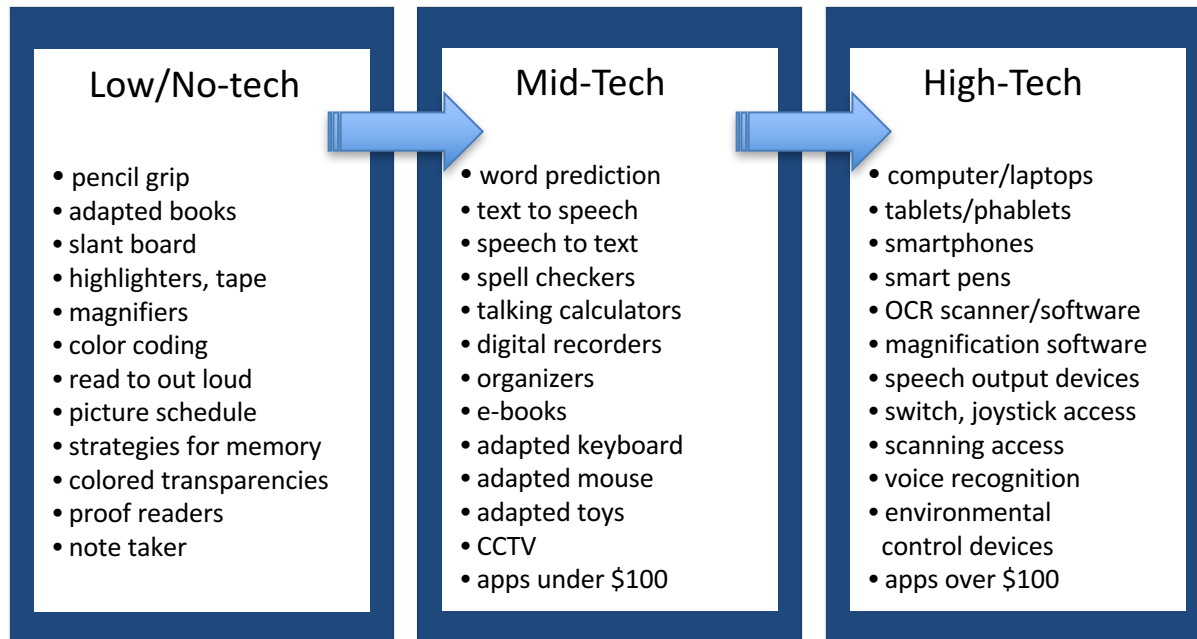 Low/No-tech
• pencil grip
• adapted books
• slant board
• highlighters, tape
• magnifiers
• color coding
• read to out loud
• picture schedule
• strategies for memory
• colored transparencies
• proof readers
• note taker
Mid-Tech
• word prediction
• text to speech
• speech to text
• spell checkers
• talking calculators
• digital recorders
• organizers
• e-books
• adapted keyboard
• adapted mouse
• adapted toys
• CCTV
• apps under $100
High-Tech
• computer/laptops
• tablets/phablets
• smartphones
• smart pens
• OCR scanner/software
• magnification software
• speech output devices
• switch, joystick access
• scanning access
• voice recognition
• environmental
control devices
• apps over $100